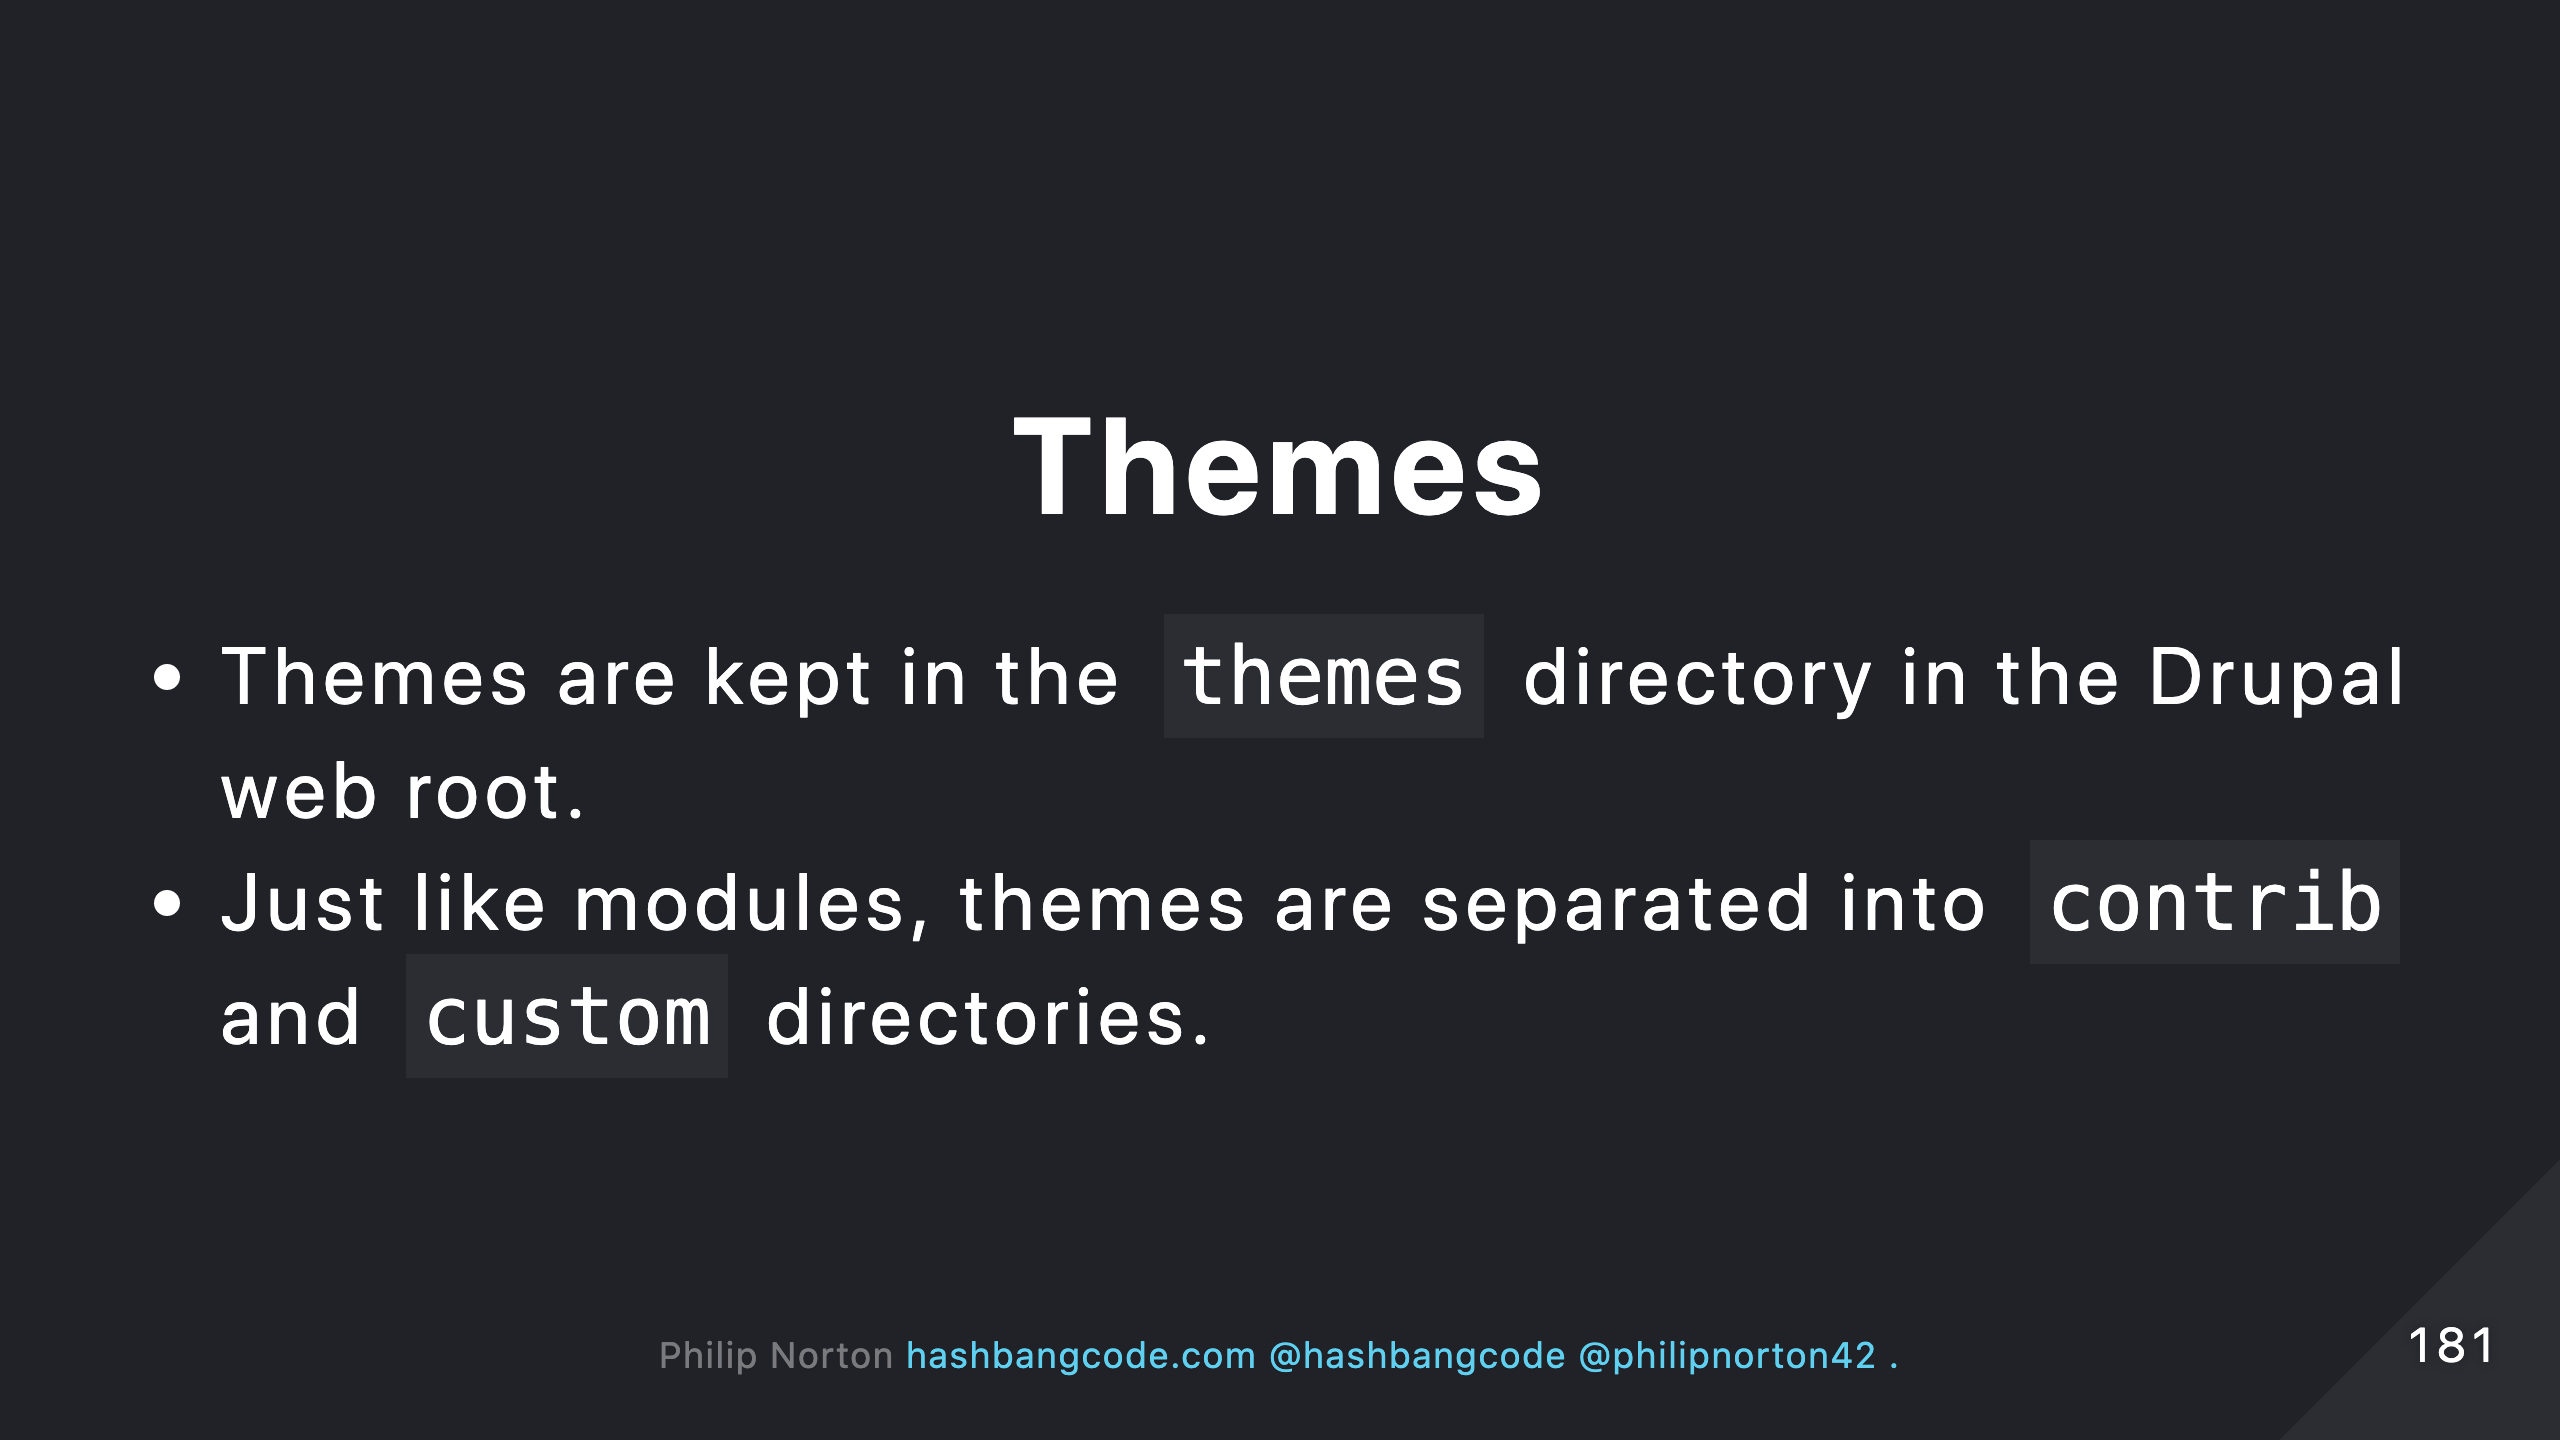 Themes
• Themes are kept in the themes directory in the Drupal
web root.
• Just like modules, themes are separated into contrib
and custom directories.
Philip Norton hashbangcode.com @hashbangcode @philipnorton42 .
181